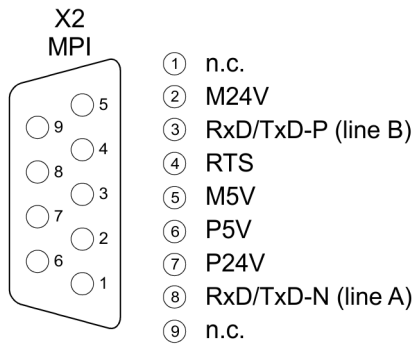 X2
MPI
5
9
4
8
3
7
2
6
1
① n.c.
② M24V
③ RxD/TxD-P (line B)
④ RTS
⑤ M5V
⑥ P5V
⑦ P24V
⑧ RxD/TxD-N (line A)
⑨ n.c.